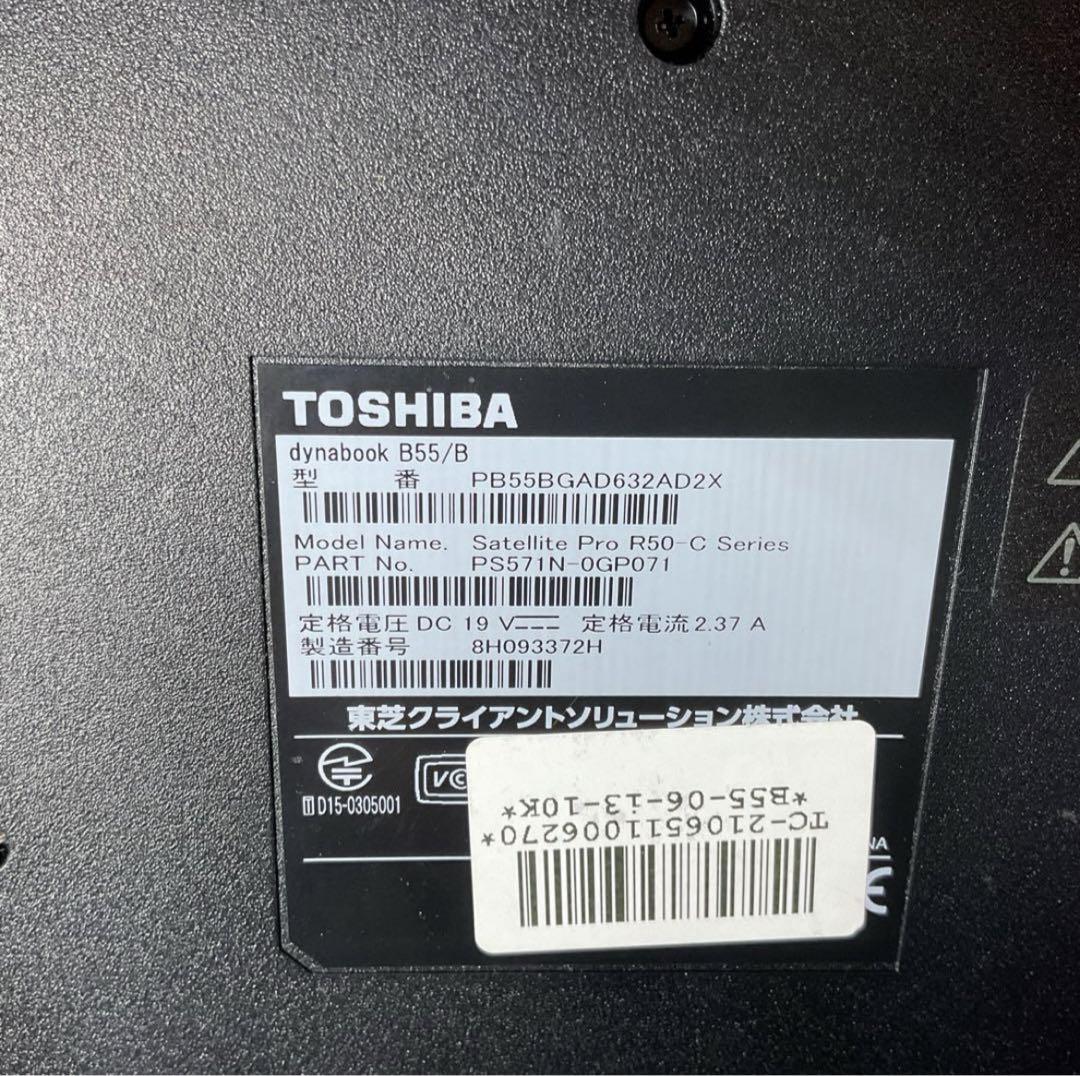 TOSHIBA
dynabook B55/B
型 番 PB55BGAD632AD2X
Model Name. Satellite Pro R50-C Series
PART No. PS571N-0GP071
定格電圧 DC 19 V 定格電流 2.37 A
製造番号 8H093372H
東芝クライアントソリューション株式会社
D15-0305001
TC-21065110062​70*
*B55-06-i3-10K*